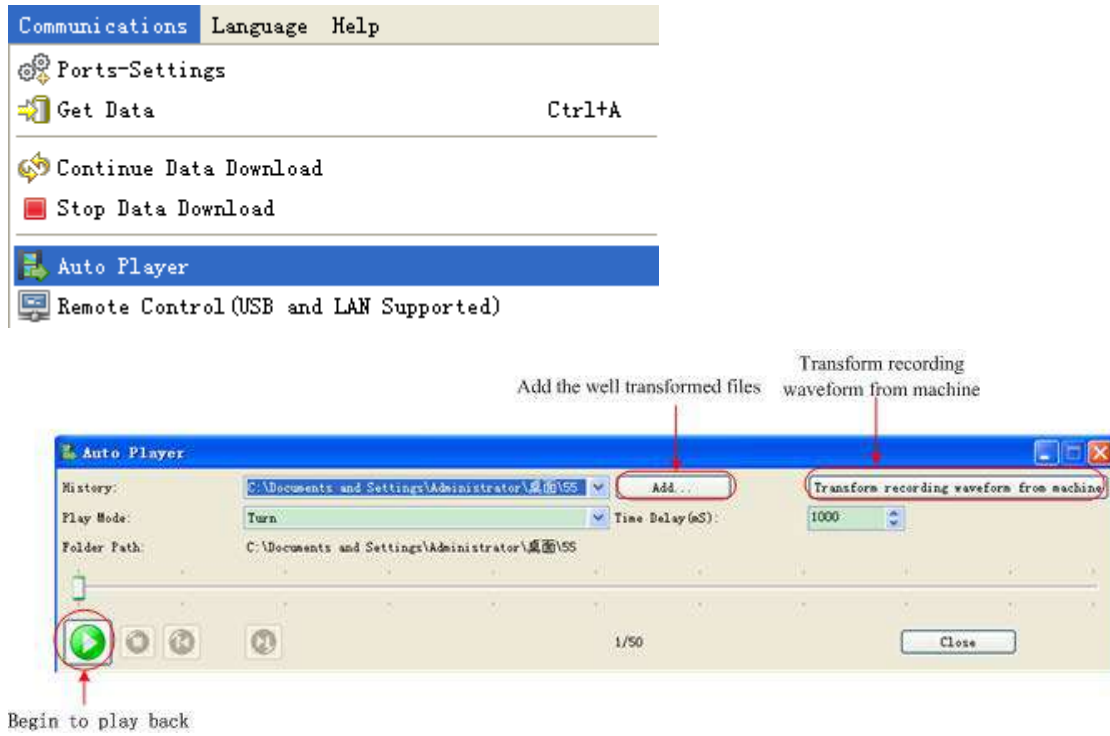 Communications Language Help
Ports-Settings
Get Data Ctrl+A
Continue Data Download
Stop Data Download
Auto Player
Remote Control(USB and LAN Supported)
Transform recording
Add the well transformed files waveform from machine
Auto Player
History: C:\Documents and Settings\Administrator\桌面\SS Add... Transform recording waveform from machine
Play Mode: Turn Time Delay(mS): 1000
Folder Path: C:\Documents and Settings\Administrator\桌面\SS
1/50 Close
Begin to play back